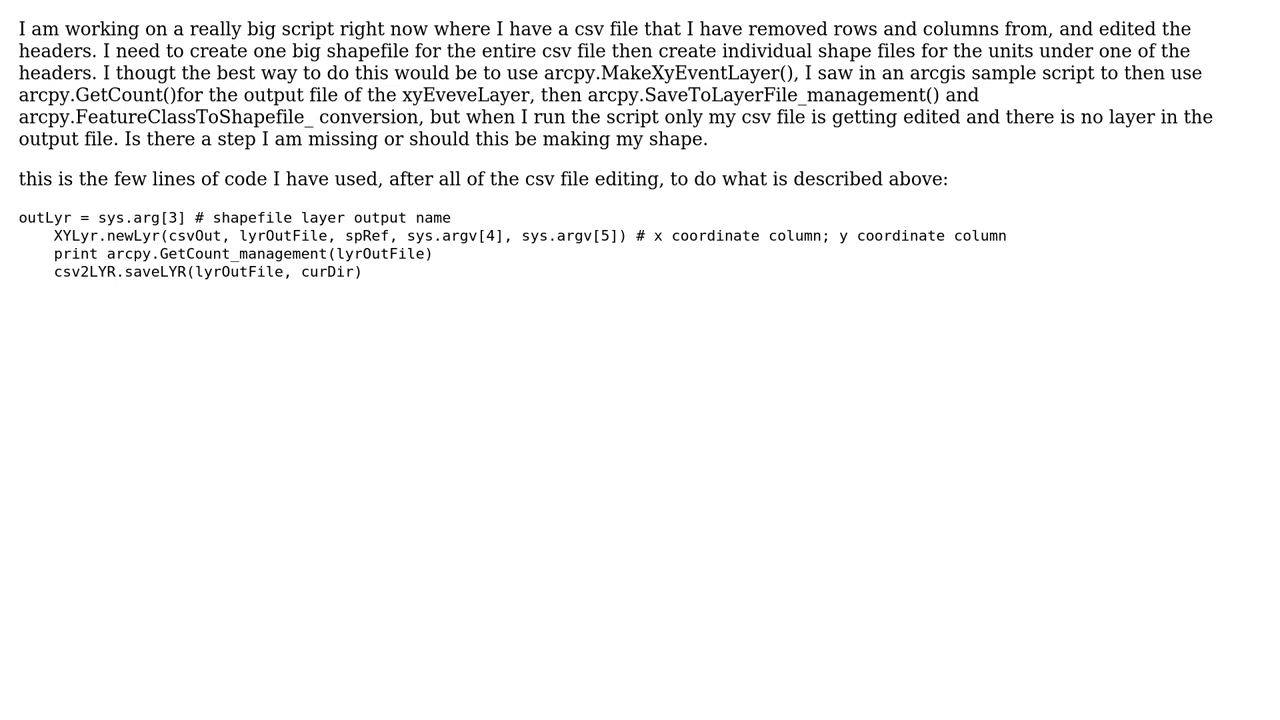 I am working on a really big script right now where I have a csv file that I have removed rows and columns from, and edited the
headers. I need to create one big shapefile for the entire csv file then create individual shape files for the units under one of the
headers. I thougt the best way to do this would be to use arcpy.MakeXyEventLayer(), I saw in an arcgis sample script to then use
arcpy.GetCount()for the output file of the xyEveveLayer, then arcpy.SaveToLayerFile_management() and
arcpy.FeatureClassToShapefile_ conversion, but when I run the script only my csv file is getting edited and there is no layer in the
output file. Is there a step I am missing or should this be making my shape.
this is the few lines of code I have used, after all of the csv file editing, to do what is described above:
outLyr = sys.arg[3] # shapefile layer output name
    XYLyr.newLyr(csvOut, lyrOutFile, spRef, sys.argv[4], sys.argv[5]) # x coordinate column; y coordinate column
    print arcpy.GetCount_management(lyrOutFile)
    csv2LYR.saveLYR(lyrOutFile, curDir)